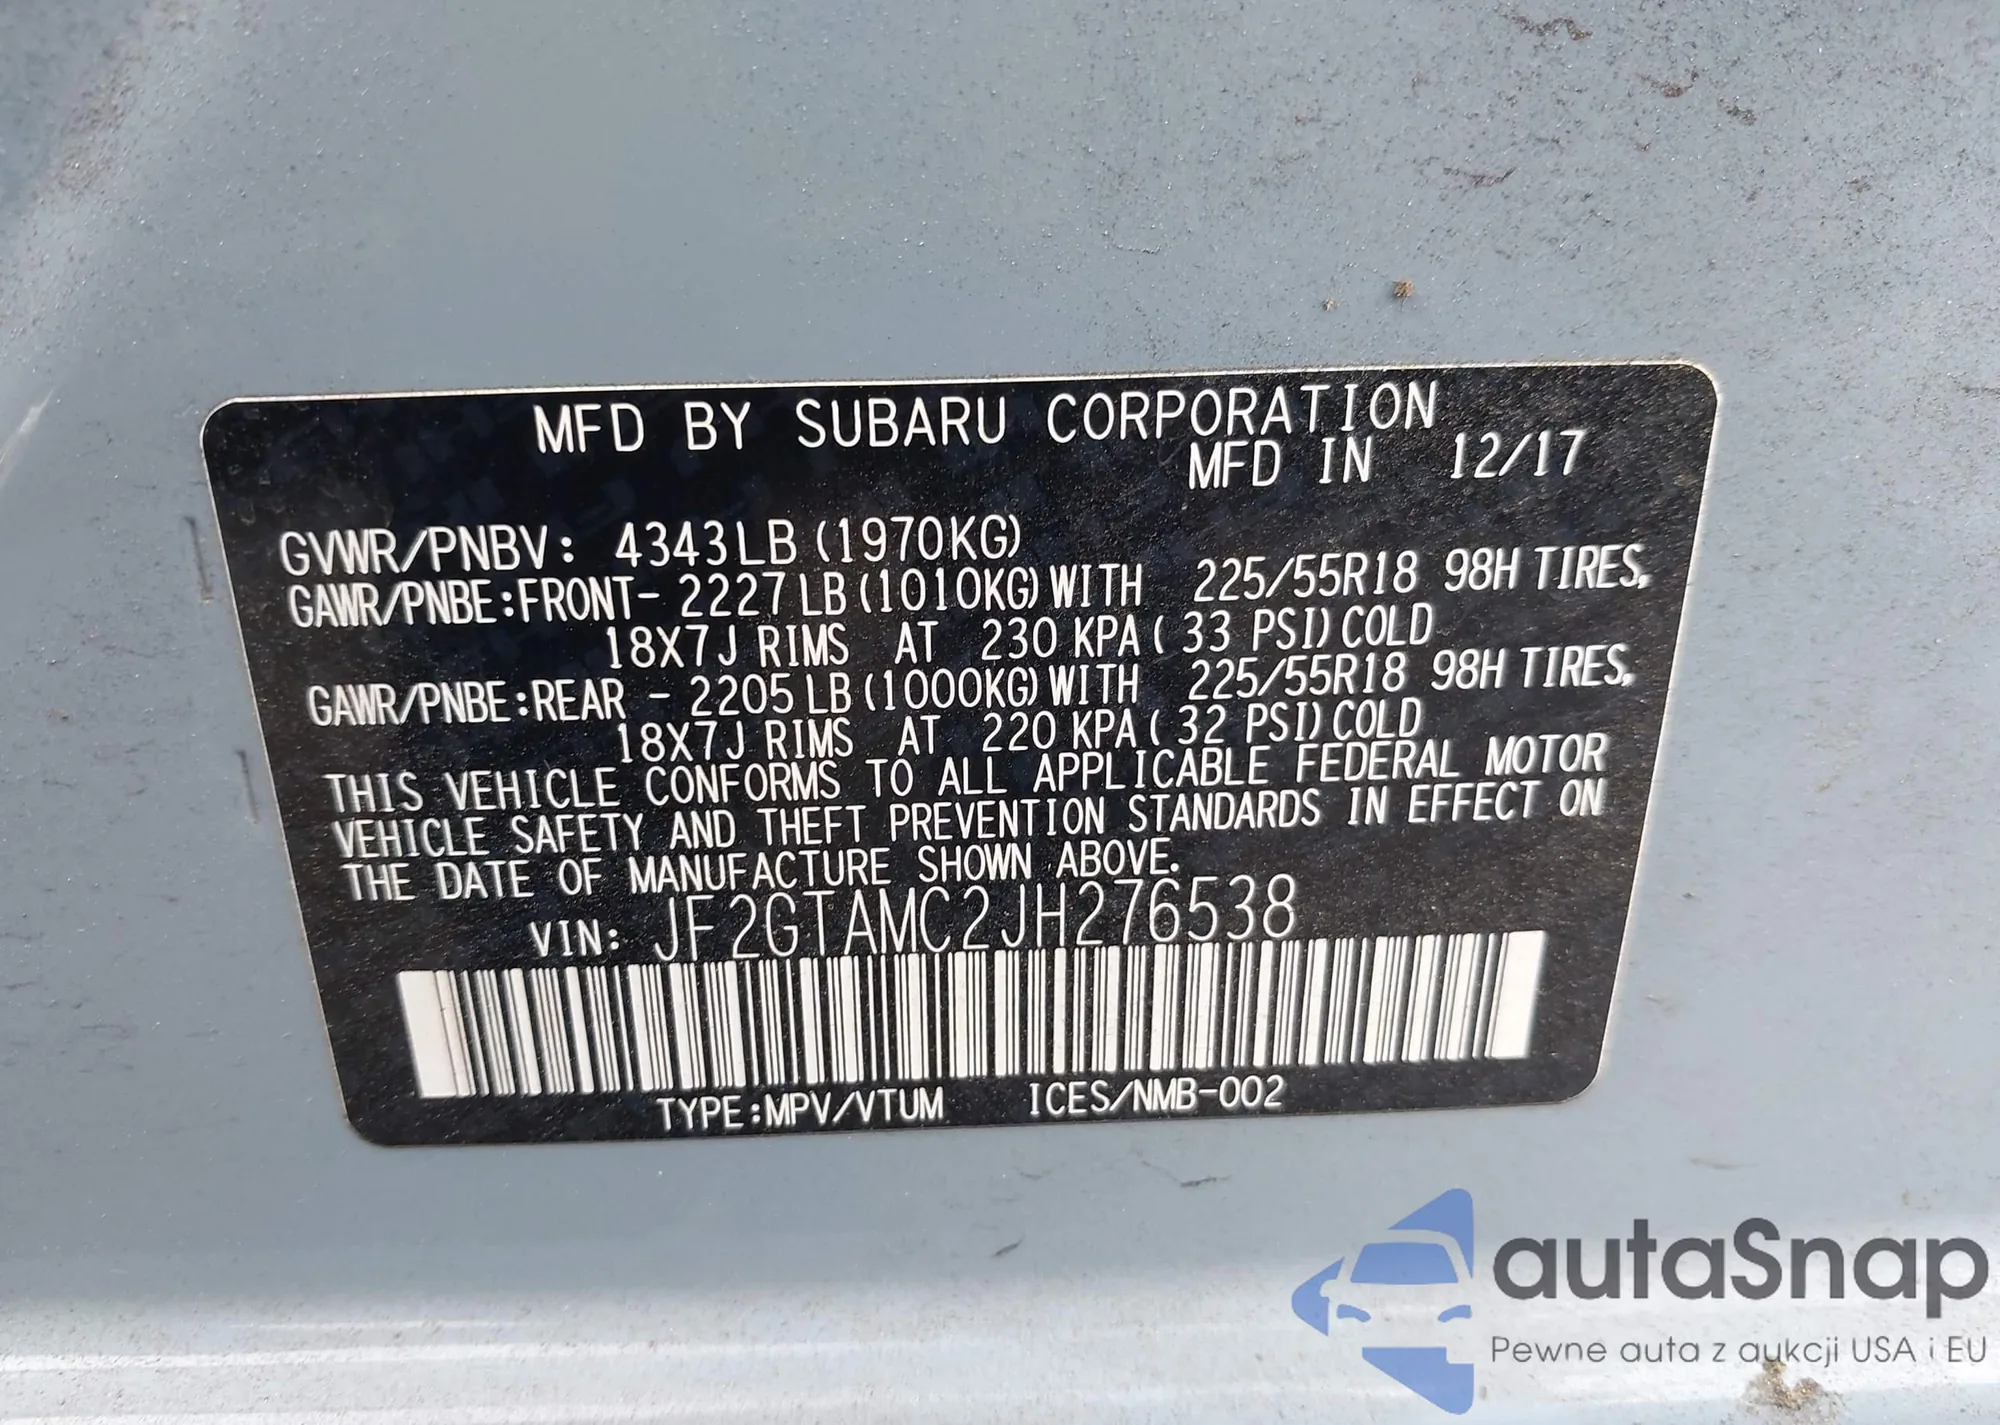 MFD BY SUBARU CORPORATION
MFD IN 12/17
GVWR/PNBV: 4343LB (1970KG)
GAWR/PNBE:FRONT- 2227LB (1010KG) WITH 225/55R18 98H TIRES,
18X7J RIMS AT 230 KPA ( 33 PSI) COLD
GAWR/PNBE:REAR - 2205LB (1000KG) WITH 225/55R18 98H TIRES,
18X7J RIMS AT 220 KPA ( 32 PSI) COLD
THIS VEHICLE CONFORMS TO ALL APPLICABLE FEDERAL MOTOR
VEHICLE SAFETY AND THEFT PREVENTION STANDARDS IN EFFECT ON
THE DATE OF MANUFACTURE SHOWN ABOVE.
VIN: JF2GTAMC2JH276538
TYPE:MPV/VTUM ICES/NMB-002
autaSnap
Pewne auta z aukcji USA i EU